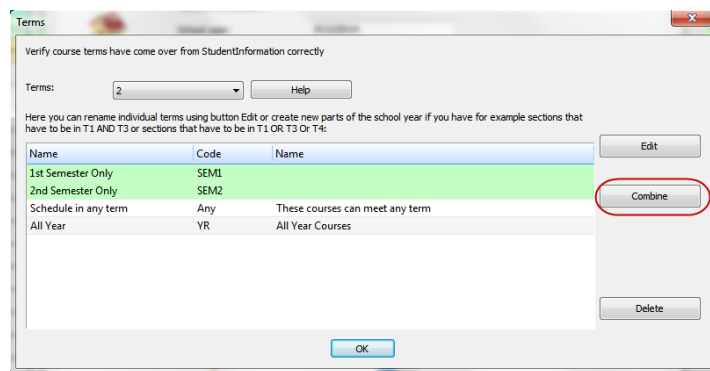 Terms
Verify course terms have come over from StudentInformation correctly
Terms: 2 Help
Here you can rename individual terms using button Edit or create new parts of the school year if you have for example sections that
have to be in T1 AND T3 or sections that have to be in T1 OR T3 Or T4:
Edit
Name Code Name
1st Semester Only SEM1
2nd Semester Only SEM2
Combine
Schedule in any term Any These courses can meet any term
All Year YR All Year Courses
Delete
OK